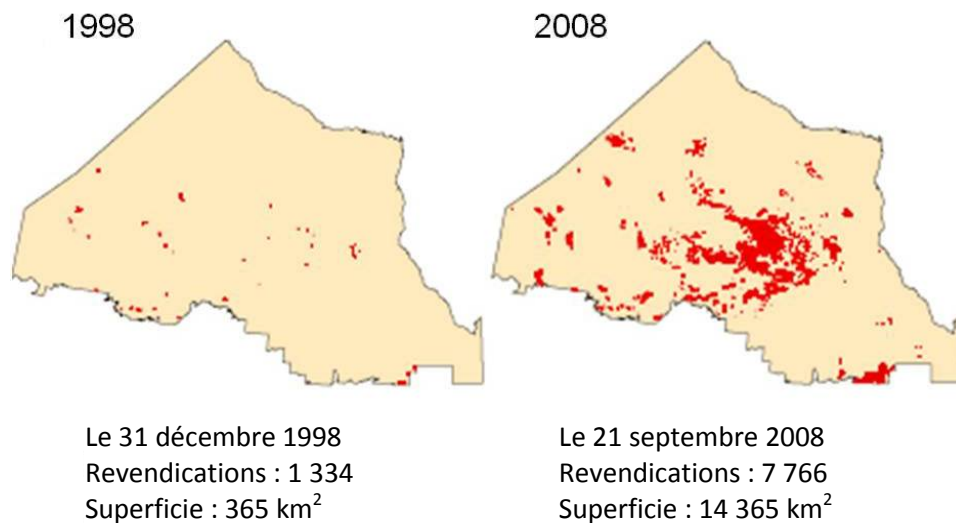 1998
2008
Le 31 décembre 1998
Revendications : 1 334
Superficie : 365 km²
Le 21 septembre 2008
Revendications : 7 766
Superficie : 14 365 km²